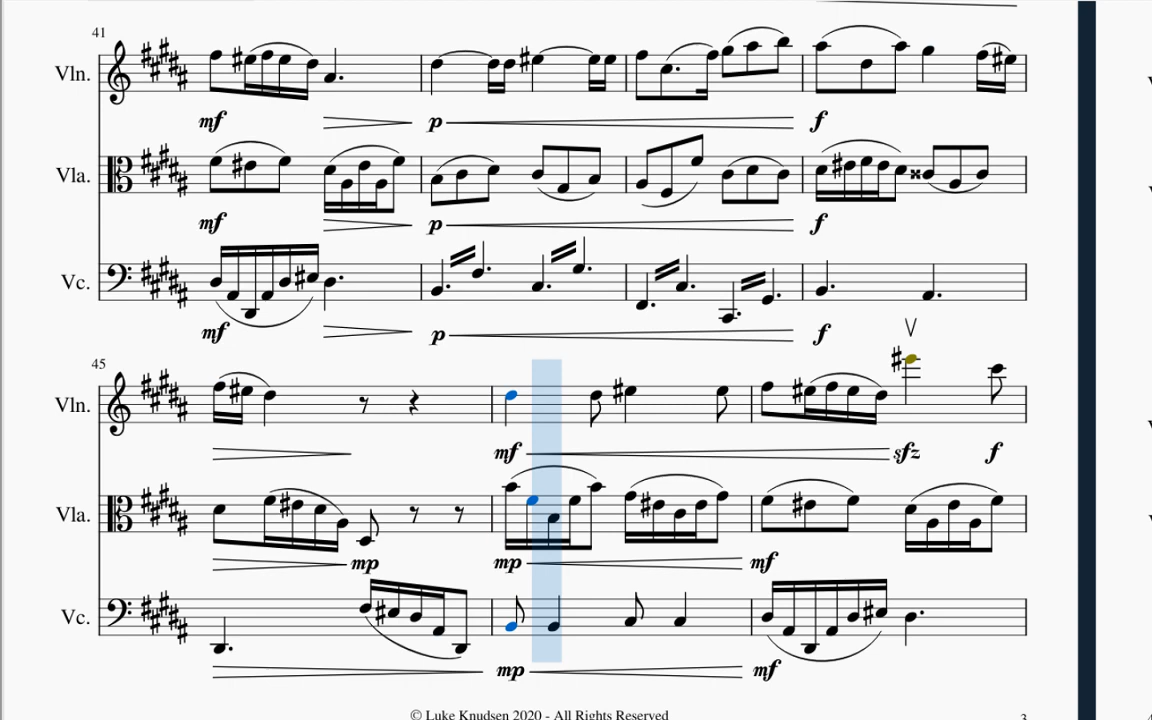 41
Vln.
mf p f
Vla.
mf p f
Vc.
mf p f
45
Vln.
mf sfz f
Vla.
mp mp mf
Vc.
mp mf
© Luke Knudsen 2020 - All Rights Reserved
3